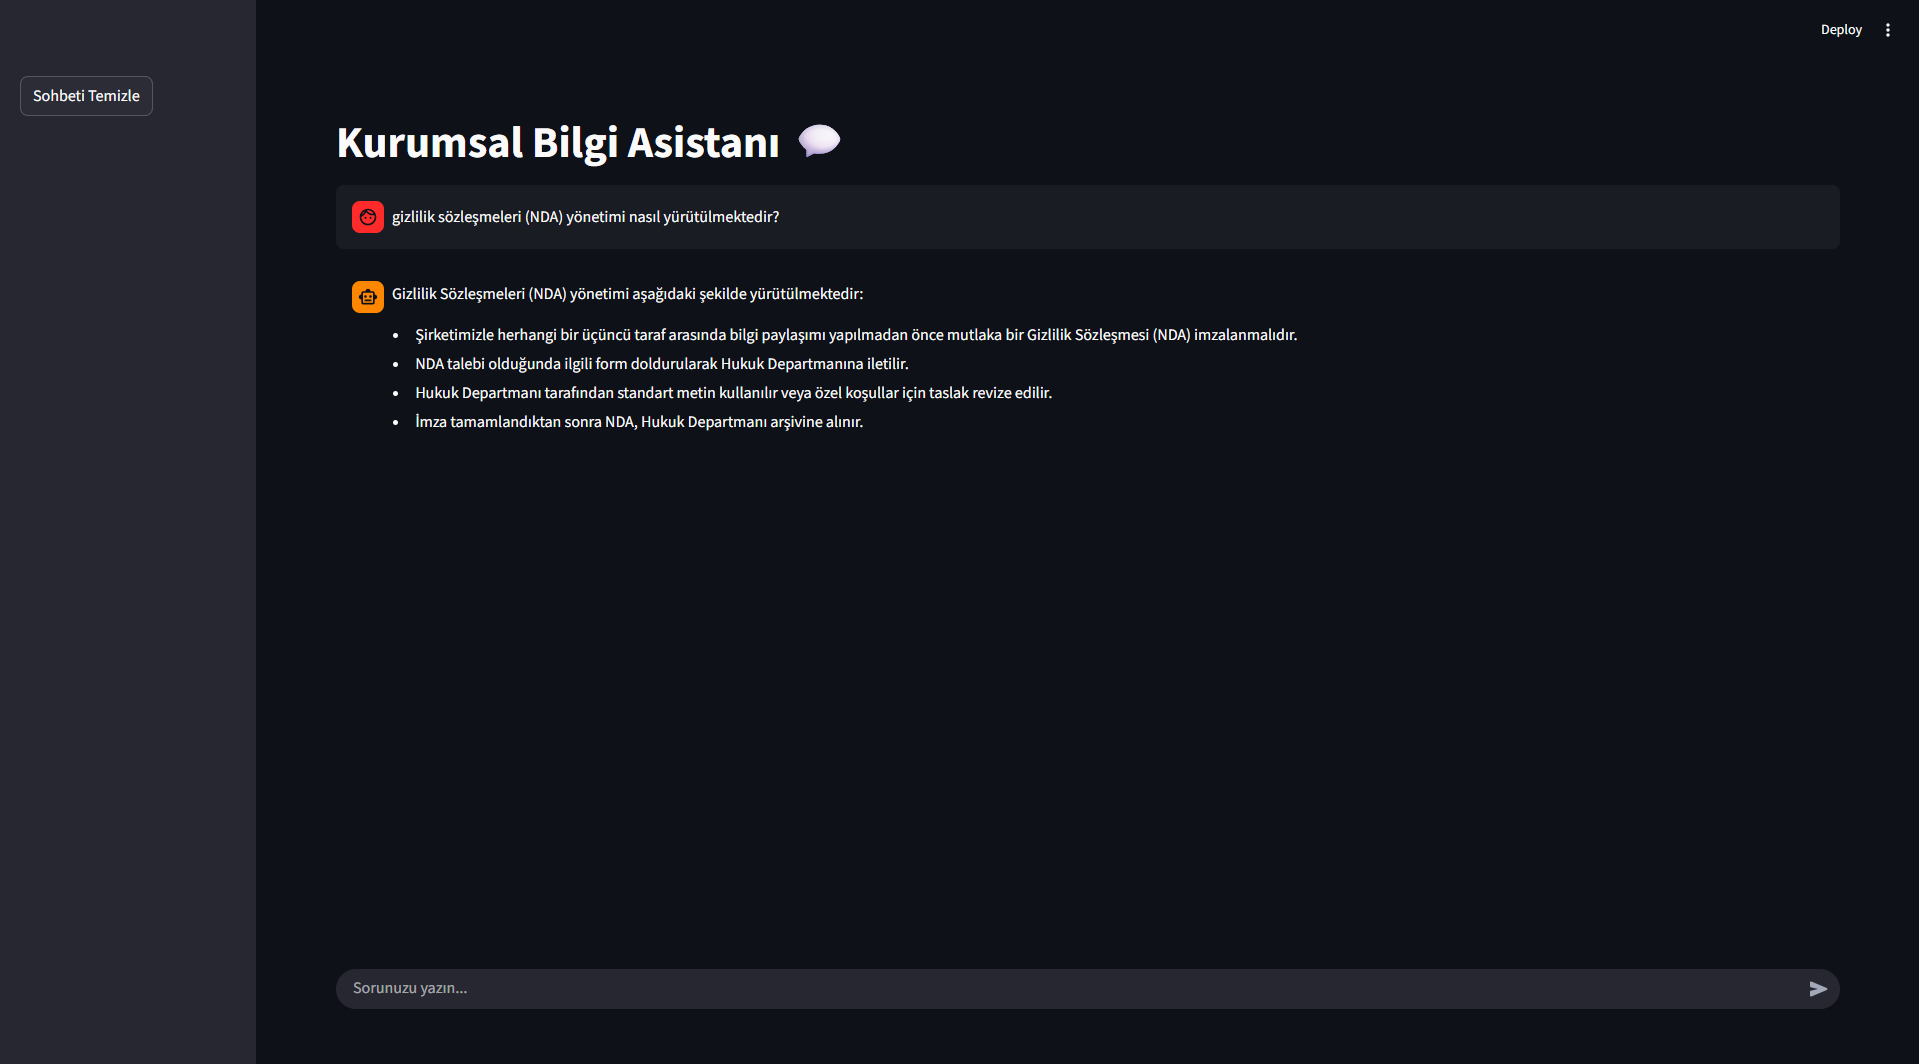 Deploy
Sohbeti Temizle
Kurumsal Bilgi Asistanı
gizlilik sözleşmeleri (NDA) yönetimi nasıl yürütülmektedir?
Gizlilik Sözleşmeleri (NDA) yönetimi aşağıdaki şekilde yürütülmektedir:
• Şirketimizle herhangi bir üçüncü taraf arasında bilgi paylaşımı yapılmadan önce mutlaka bir Gizlilik Sözleşmesi (NDA) imzalanmalıdır.
• NDA talebi olduğunda ilgili form doldurularak Hukuk Departmanına iletilir.
• Hukuk Departmanı tarafından standart metin kullanılır veya özel koşullar için taslak revize edilir.
• İmza tamamlandıktan sonra NDA, Hukuk Departmanı arşivine alınır.
Sorunuzu yazın...